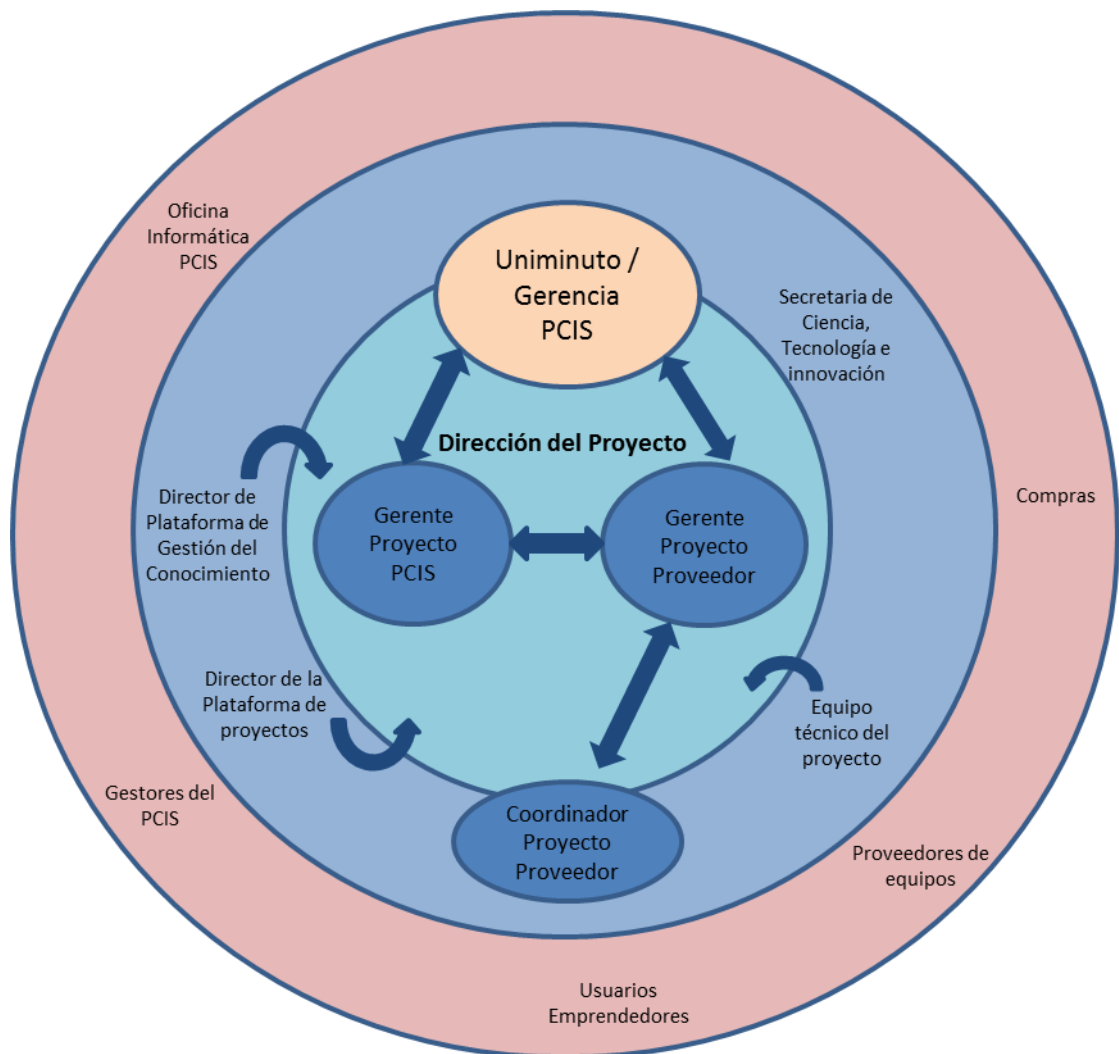 Oficina
Informática
PCIS
Uniminuto /
Gerencia
PCIS
Secretaria de
Ciencia,
Tecnología e
innovación
Dirección del Proyecto
Director de
Plataforma de
Gestión del
Conocimiento
Gerente
Proyecto
PCIS
Gerente
Proyecto
Proveedor
Compras
Director de la
Plataforma de
proyectos
Equipo
técnico del
proyecto
Gestores del
PCIS
Coordinador
Proyecto
Proveedor
Proveedores de
equipos
Usuarios
Emprendedores